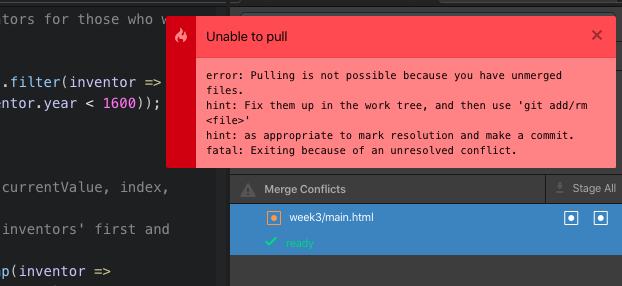 tors for those who w
Unable to pull
.filter(inventor =>
ntor.year < 1600));
error: Pulling is not possible because you have unmerged
files.
hint: Fix them up in the work tree, and then use 'git add/rm
<file>'
hint: as appropriate to mark resolution and make a commit.
fatal: Exiting because of an unresolved conflict.
currentValue, index,
Merge Conflicts
Stage All
inventors' first and
week3/main.html
ready
p(inventor =>